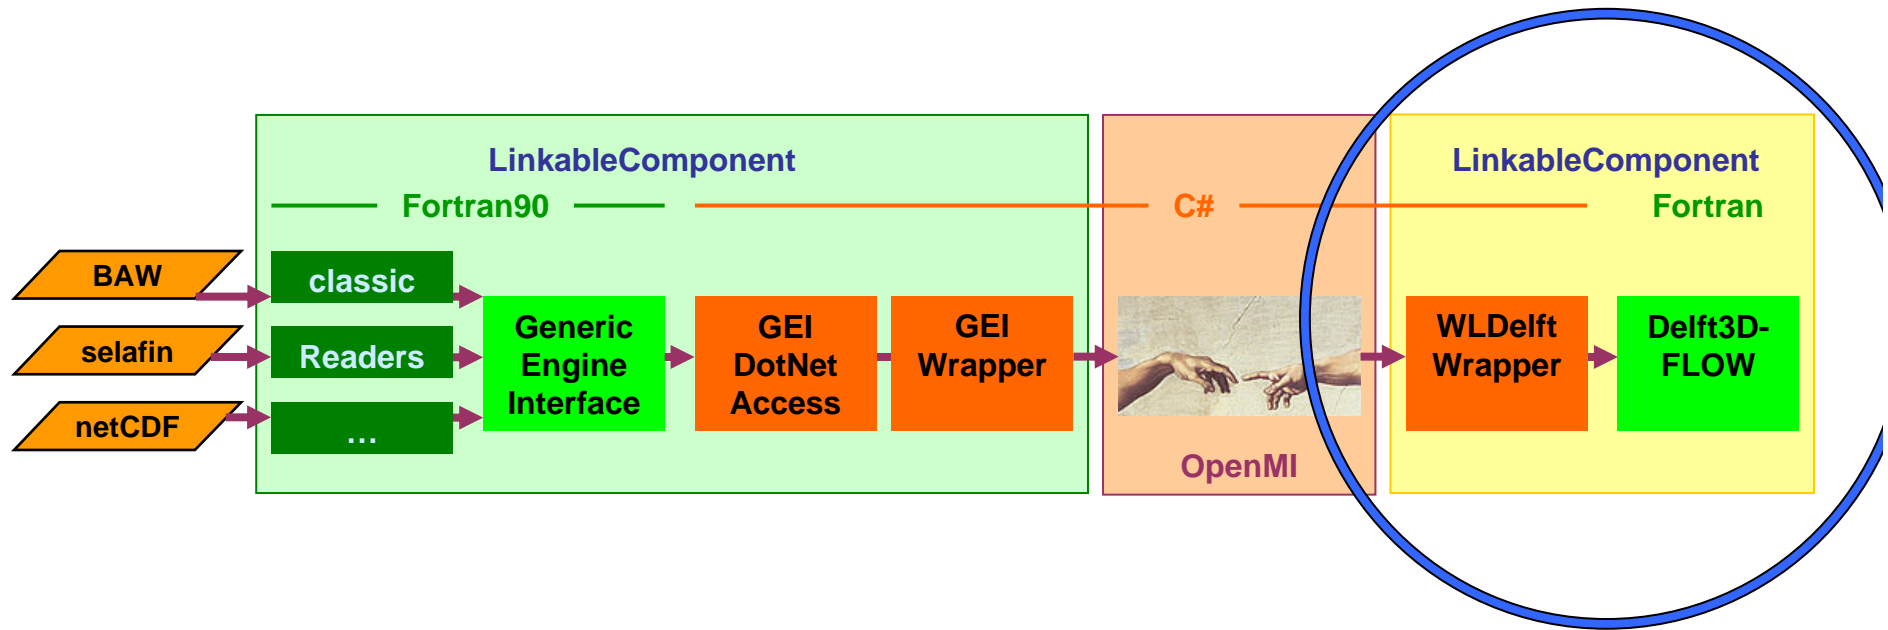 LinkableComponent
LinkableComponent
Fortran90
C#
Fortran
BAW
selafin
netCDF
classic
Readers
...
Generic
Engine
Interface
GEI
DotNet
Access
GEI
Wrapper
WLDelft
Wrapper
Delft3D-
FLOW
OpenMI